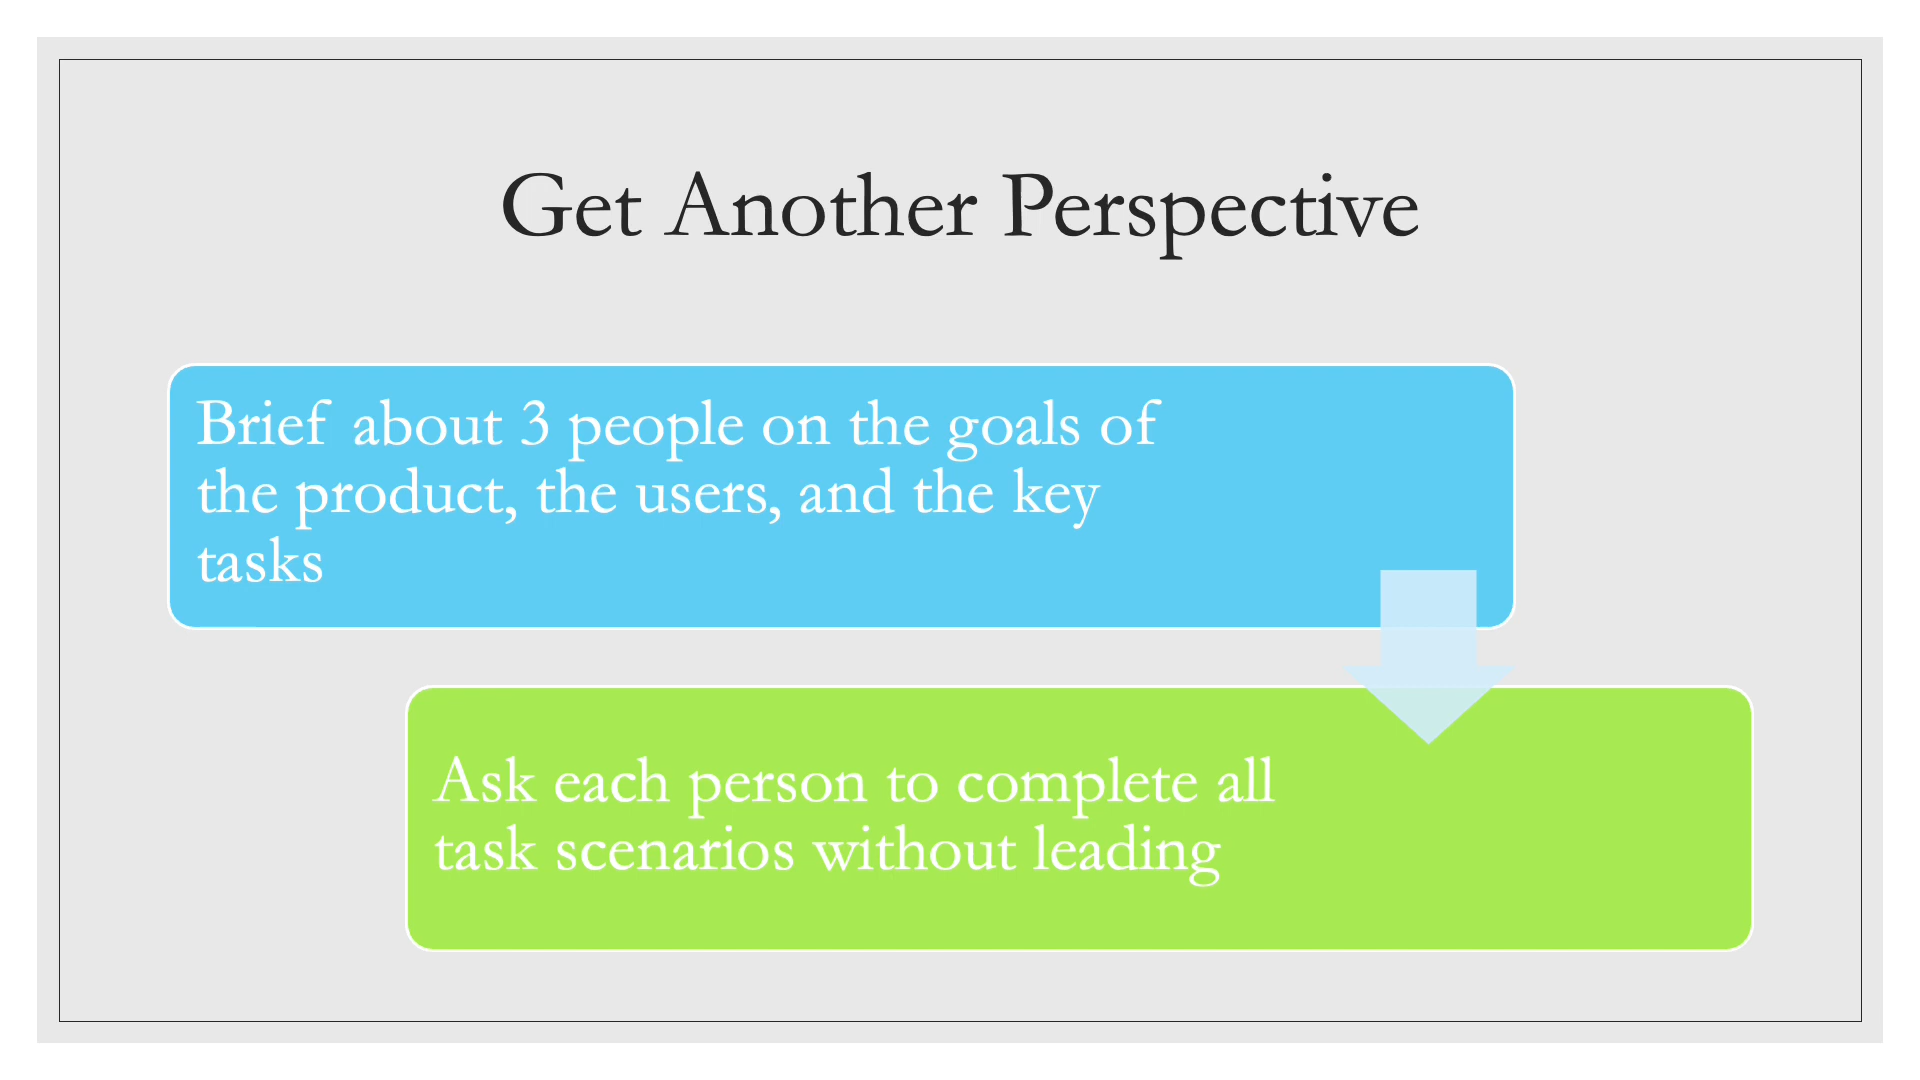 Get Another Perspective
Brief about 3 people on the goals of
the product, the users, and the key
tasks
Ask each person to complete all
task scenarios without leading